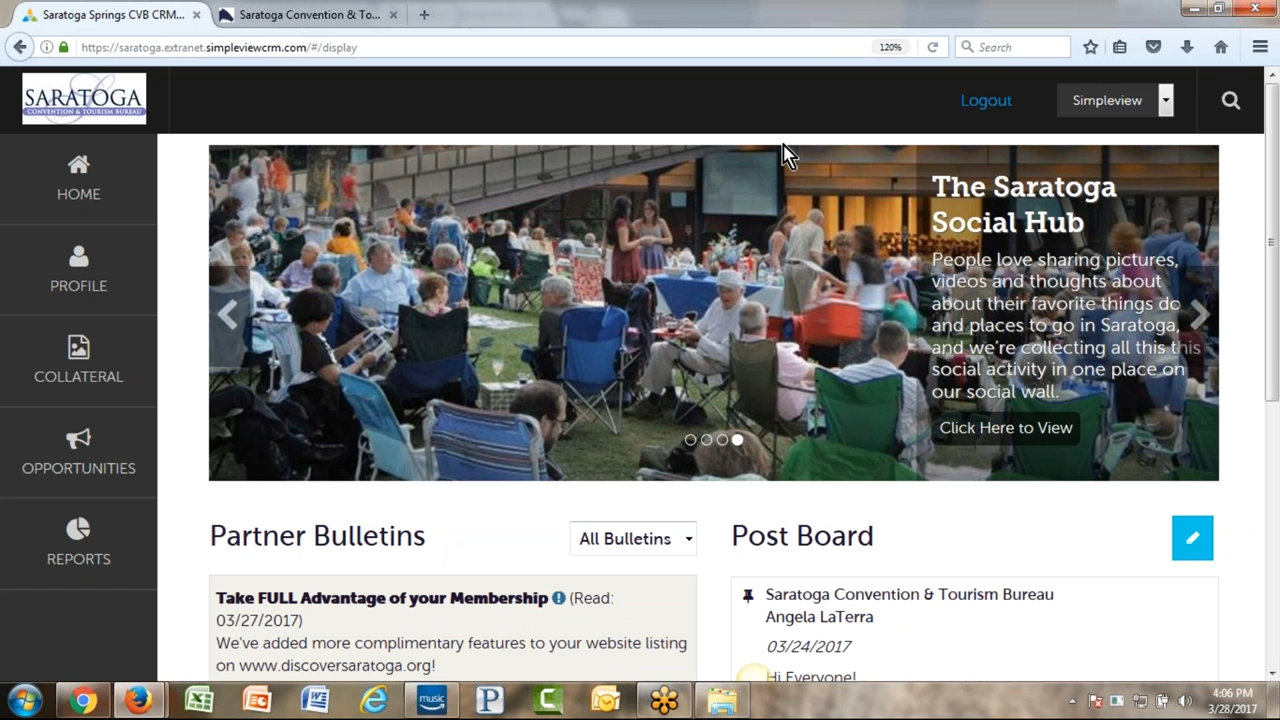 Saratoga Springs CVB CRM...
Saratoga Convention & To...
https://saratoga.extranet.simpleviewcrm.com/#/display
120%
Search
SARATOGA
CONVENTION & TOURISM BUREAU
Logout
Simpleview
HOME
PROFILE
COLLATERAL
OPPORTUNITIES
REPORTS
The Saratoga
Social Hub
People love sharing pictures,
videos and thoughts about
about their favorite things do
and places to go in Saratoga,
and we're collecting all this this
social activity in one place on
our social wall.
Click Here to View
Partner Bulletins
All Bulletins
Take FULL Advantage of your Membership (Read:
03/27/2017)
We've added more complimentary features to your website listing
on www.discoversaratoga.org!
Post Board
Saratoga Convention & Tourism Bureau
Angela LaTerra
03/24/2017
Hi Everyone!
music
4:06 PM
3/28/2017